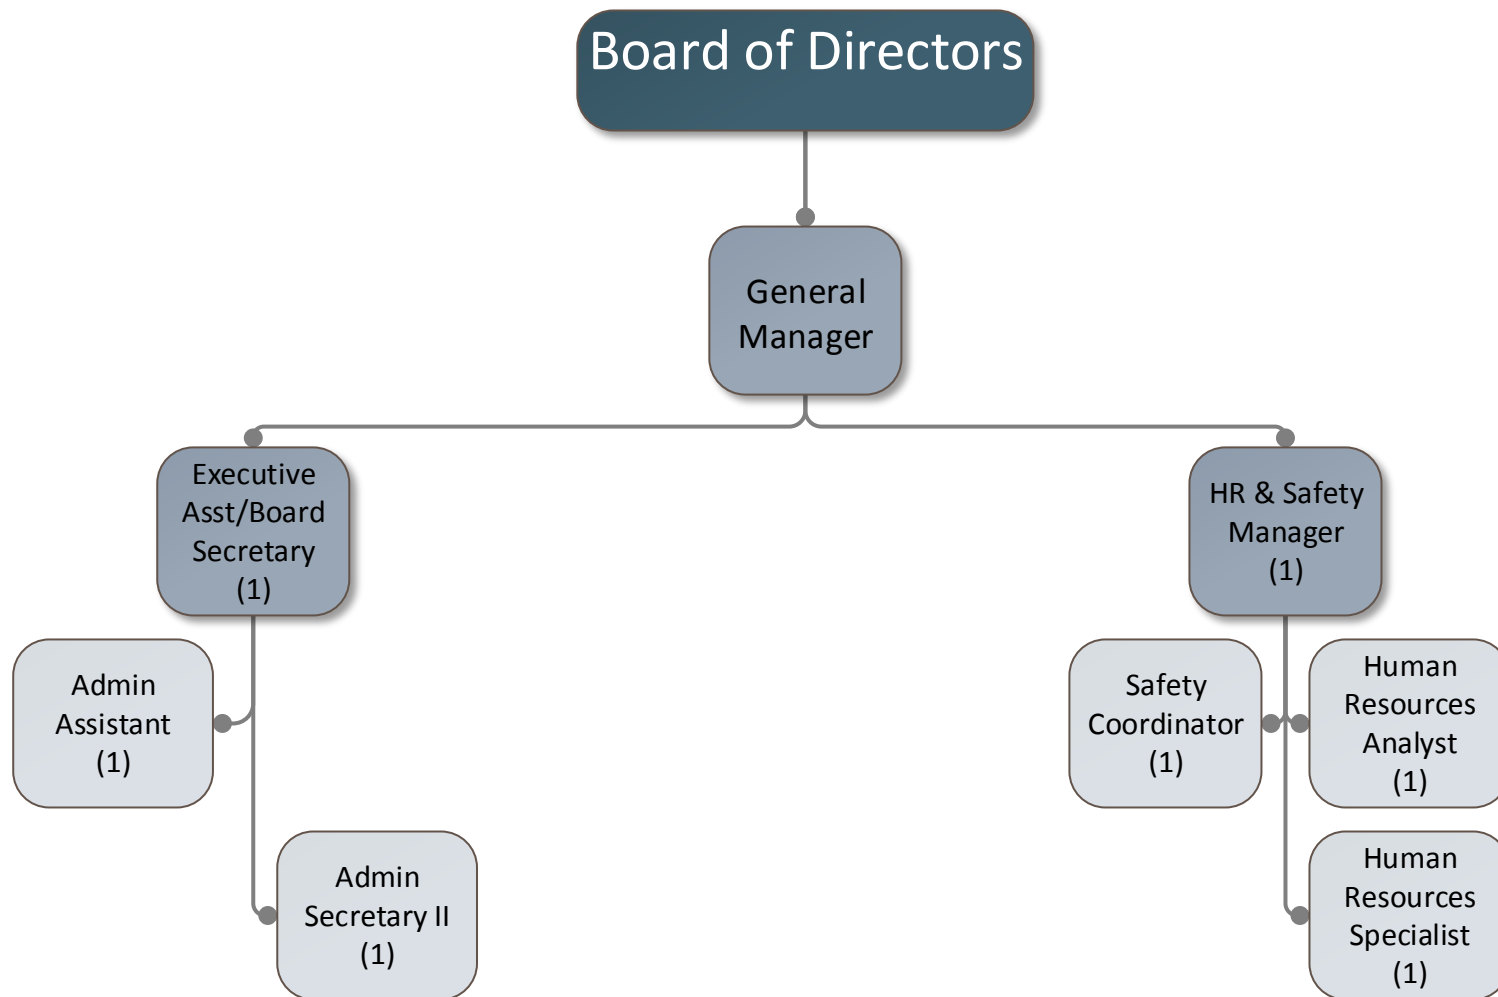 Board of Directors
General
Manager
Executive
Asst/Board
Secretary
(1)
HR & Safety
Manager
(1)
Admin
Assistant
(1)
Safety
Coordinator
(1)
Human
Resources
Analyst
(1)
Admin
Secretary II
(1)
Human
Resources
Specialist
(1)